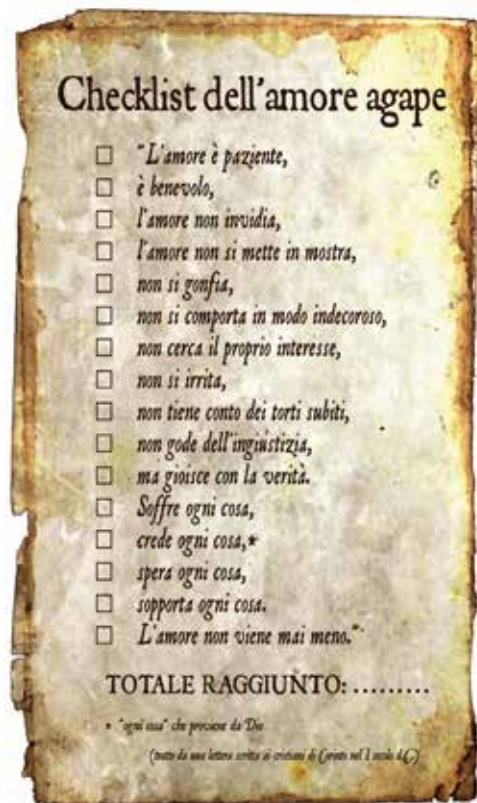 Checklist dell'amore agape
☐ "L'amore è paziente,
☐ è benevolo,
☐ l'amore non invidia,
☐ l'amore non si mette in mostra,
☐ non si gonfia,
☐ non si comporta in modo indecoroso,
☐ non cerca il proprio interesse,
☐ non si irrita,
☐ non tiene conto dei torti subiti,
☐ non gode dell'ingiustizia,
☐ ma gioisce con la verità.
☐ Soffre ogni cosa,
☐ crede ogni cosa,*
☐ spera ogni cosa,
☐ sopporta ogni cosa.
☐ L'amore non viene mai meno."
TOTALE RAGGIUNTO: .........
* "ogni cosa" che proviene da Dio
(tratto da una lettera scritta ai cristiani di Corinto nel I secolo d.C)